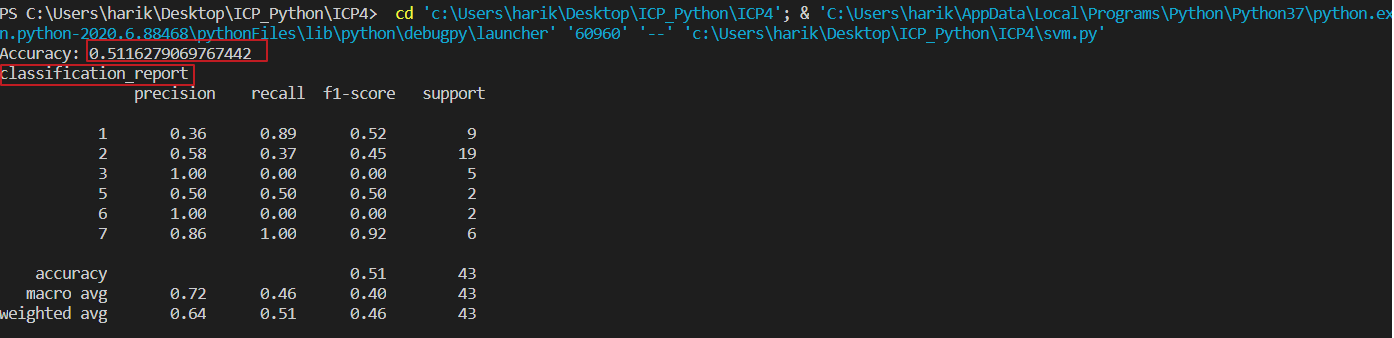 PS C:\Users\harik\Desktop\ICP_Python\ICP4>  cd 'c:\Users\harik\Desktop\ICP_Python\ICP4'; & 'C:\Users\harik\AppData\Local\Programs\Python\Python37\python.ex
n.python-2020.6.88468\pythonFiles\lib\python\debugpy\launcher' '60960' '--' 'c:\Users\harik\Desktop\ICP_Python\ICP4\svm.py'
Accuracy: 0.5116279069767442
classification_report
precision recall f1-score support
1 0.36 0.89 0.52 9
2 0.58 0.37 0.45 19
3 1.00 0.00 0.00 5
5 0.50 0.50 0.50 2
6 1.00 0.00 0.00 2
7 0.86 1.00 0.92 6
accuracy 0.51 43
macro avg 0.72 0.46 0.40 43
weighted avg 0.64 0.51 0.46 43